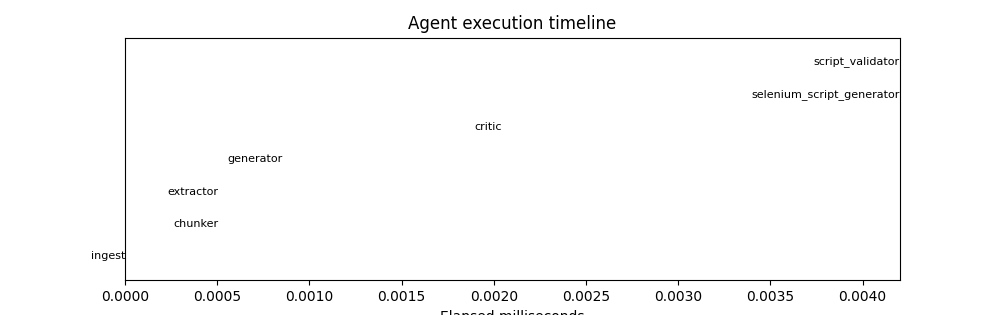 Agent execution timeline
script_validator
selenium_script_generator
critic
generator
extractor
chunker
ingest
0.0000 0.0005 0.0010 0.0015 0.0020 0.0025 0.0030 0.0035 0.0040
Elapsed milliseconds